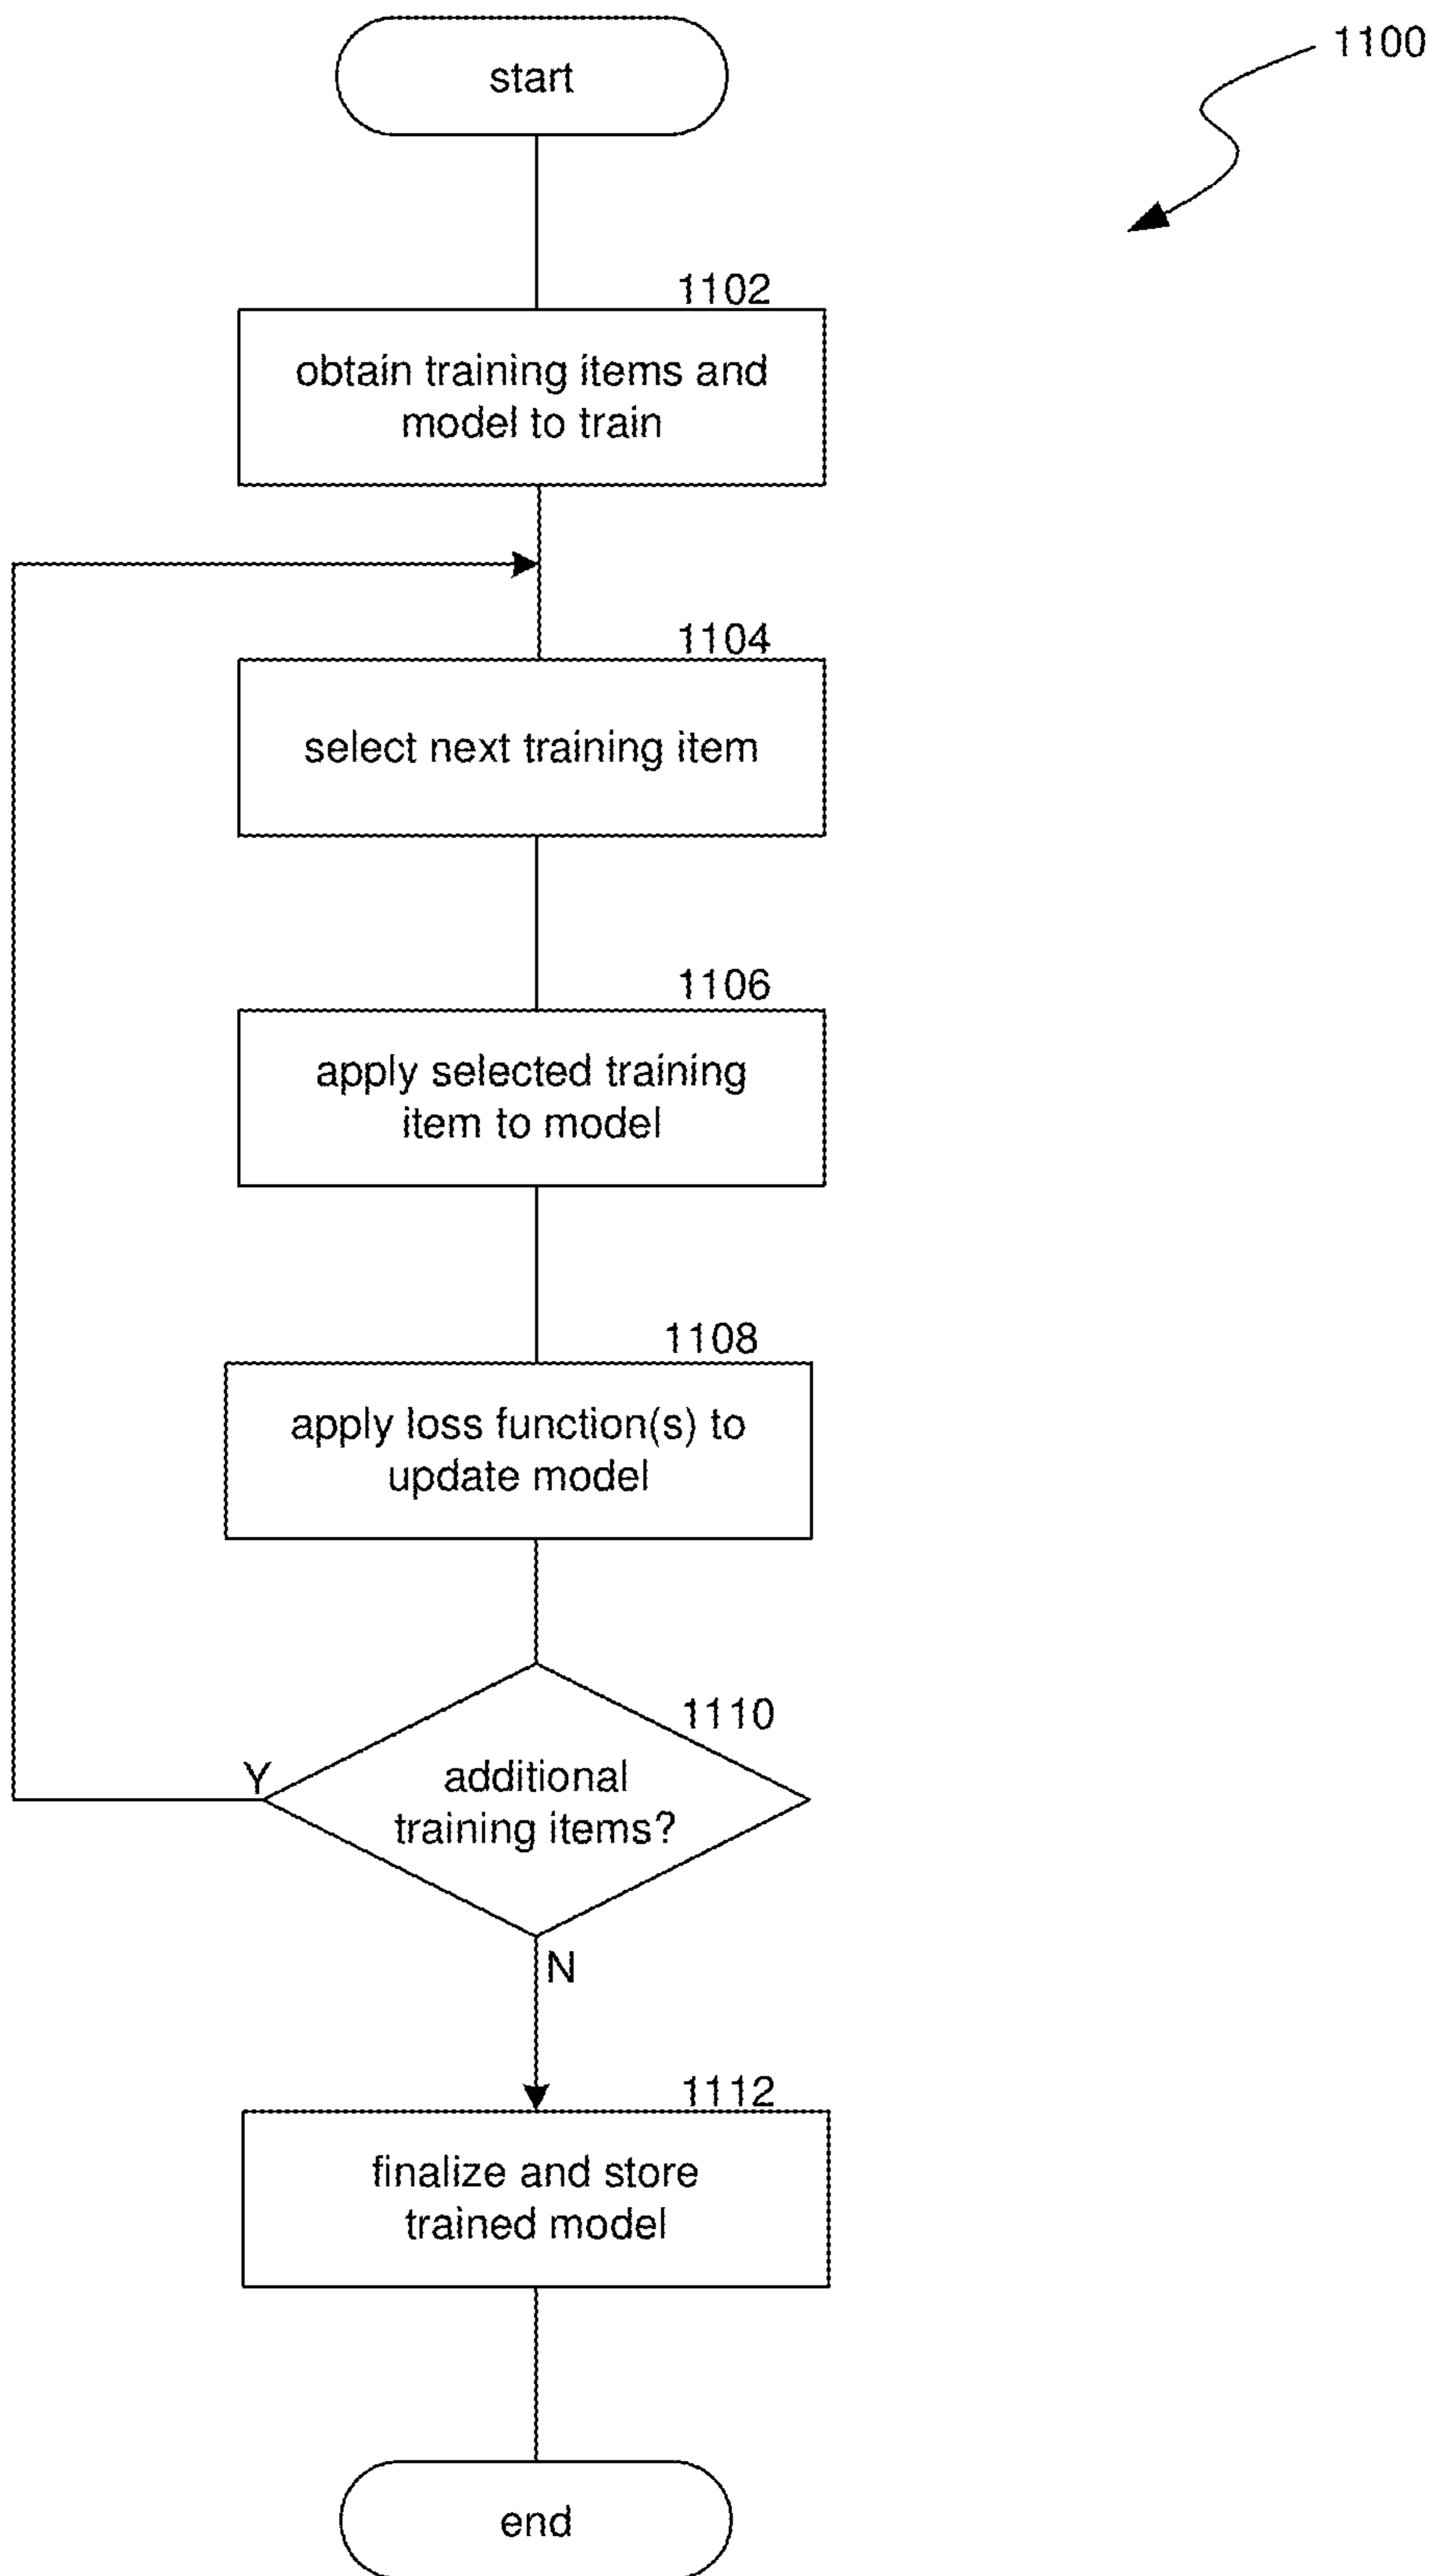 start
1100
1102
obtain training items and
model to train
1104
select next training item
1106
apply selected training
item to model
1108
apply loss function(s) to
update model
1110
additional
training items?
Y
N
1112
finalize and store
trained model
end